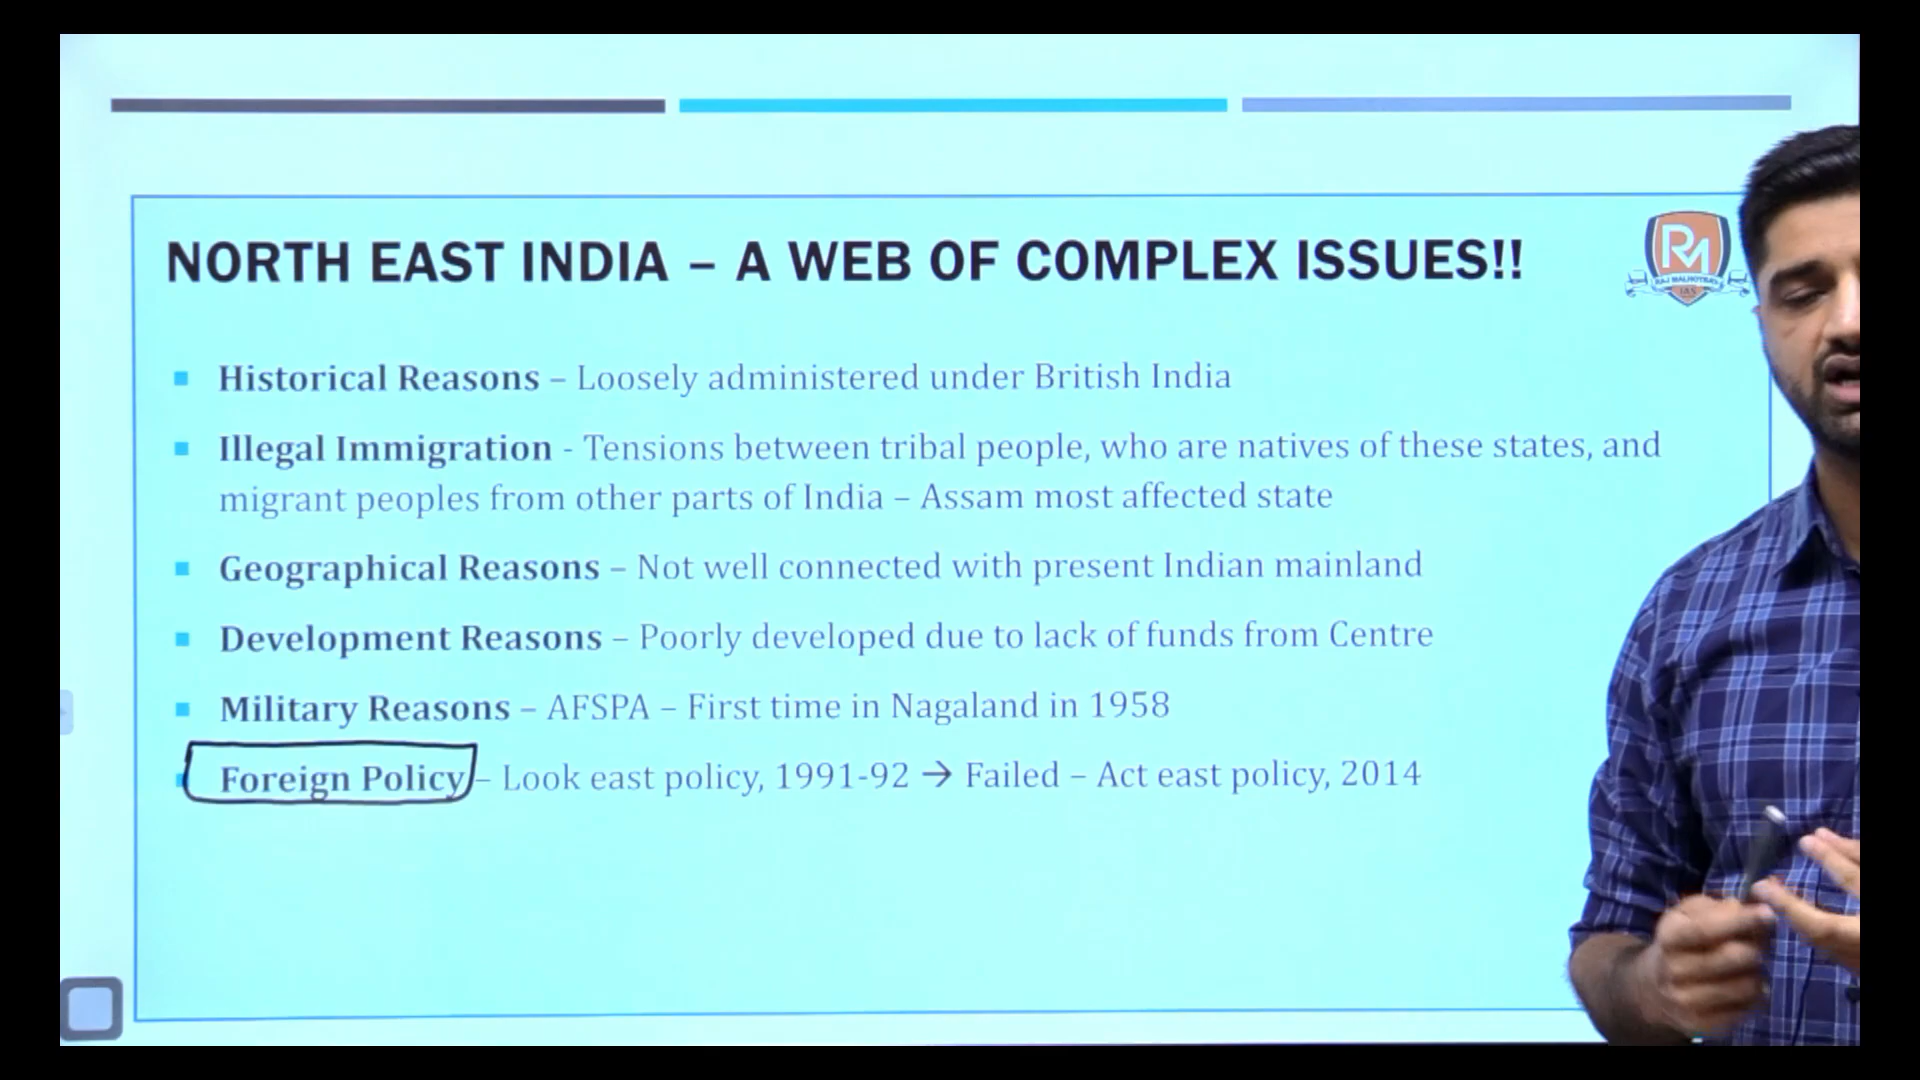 NORTH EAST INDIA – A WEB OF COMPLEX ISSUES!!
RM
RAJ MALHOTRA'S
IAS
Historical Reasons – Loosely administered under British India
Illegal Immigration - Tensions between tribal people, who are natives of these states, and
migrant peoples from other parts of India – Assam most affected state
Geographical Reasons – Not well connected with present Indian mainland
Development Reasons – Poorly developed due to lack of funds from Centre
Military Reasons – AFSPA – First time in Nagaland in 1958
Foreign Policy – Look east policy, 1991-92 → Failed – Act east policy, 2014